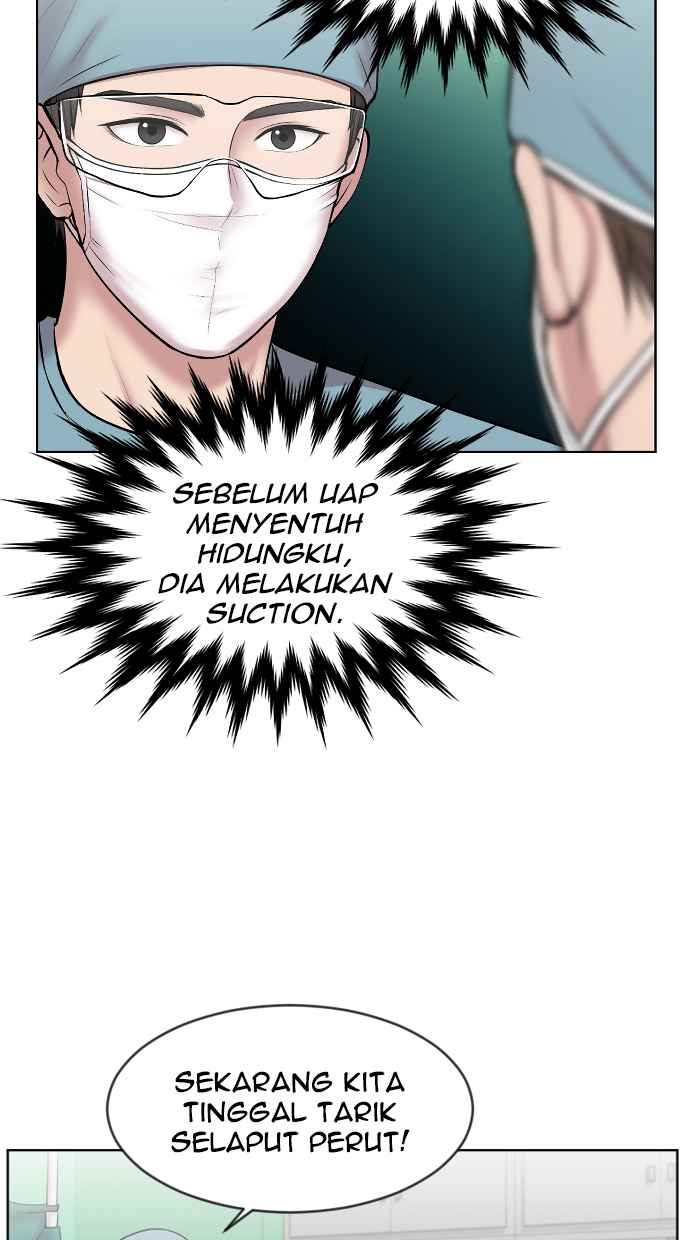 SEBELUM UAP
MENYENTUH
HIDUNGKU,
DIA MELAKUKAN
SUCTION.
SEKARANG KITA
TINGGAL TARIK
SELAPUT PERUT!